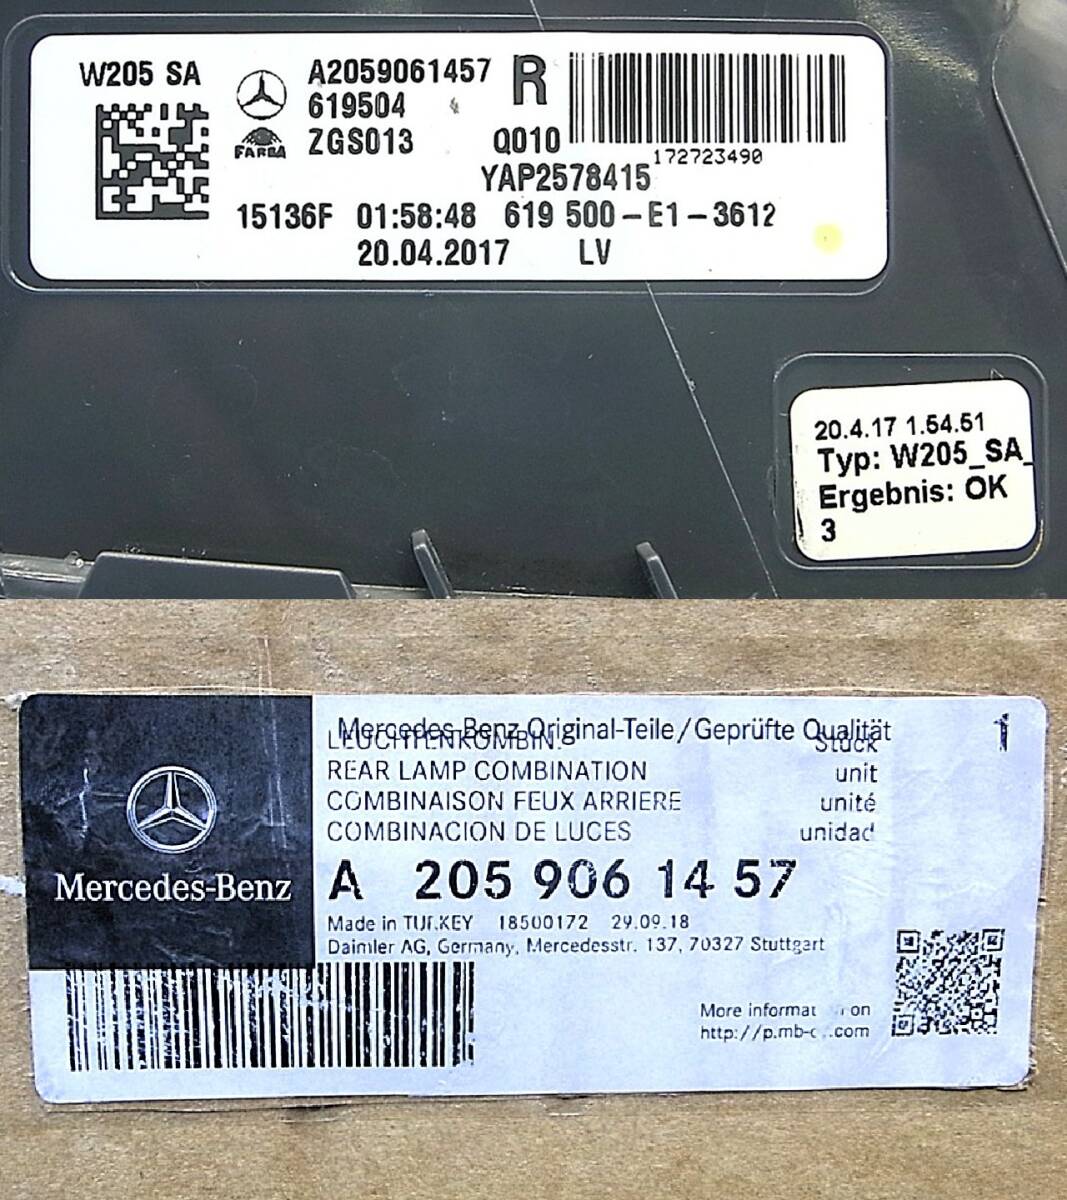 W205 SA
A2059061457 R
619504
FARBA ZGS013 Q010
172723490
YAP2578415
15136F 01:58:48 619 500-E1-3612
20.04.2017 LV
20.4.17 1.54.51
Typ: W205_SA_
Ergebnis: OK
3
Mercedes-Benz Original-Teile/Geprüfte Qualität 1
LEUCHTENKOMBIN. Stück
REAR LAMP COMBINATION unit
COMBINAISON FEUX ARRIERE unité
COMBINACION DE LUCES unidad
Mercedes-Benz
A 205 906 14 57
Made in TURKEY 18500172 29.09.18
Daimler AG, Germany, Mercedesstr. 137, 70327 Stuttgart
More informat on
http://p.mb-c .com